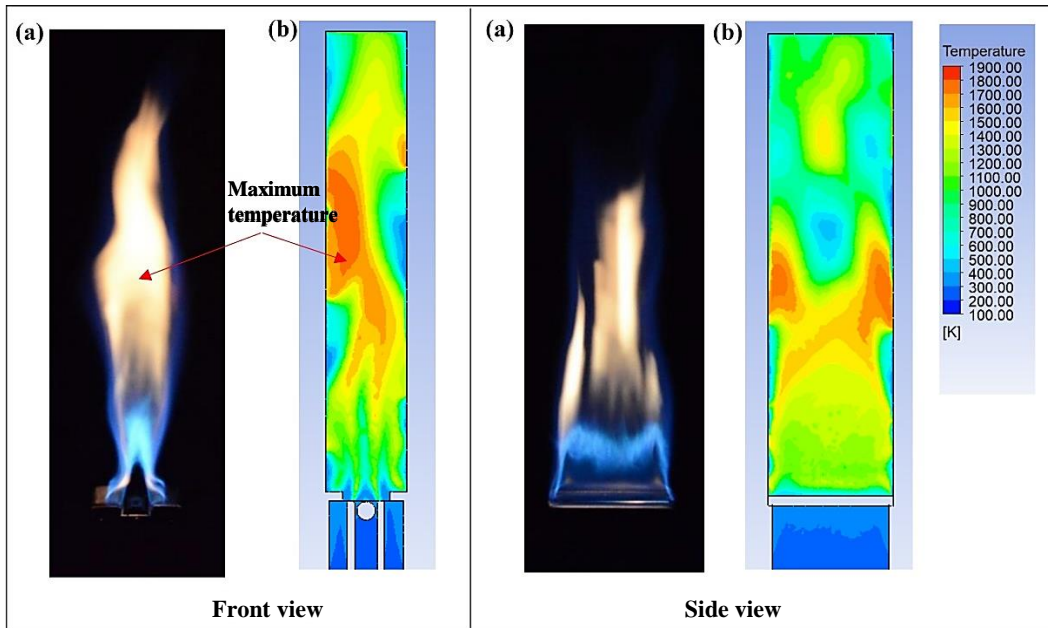 (a)
(b)
Maximum
temperature
Front view
(a)
(b)
Side view
Temperature
1900.00
1800.00
1700.00
1600.00
1500.00
1400.00
1300.00
1200.00
1100.00
1000.00
900.00
800.00
700.00
600.00
500.00
400.00
300.00
200.00
100.00
[K]